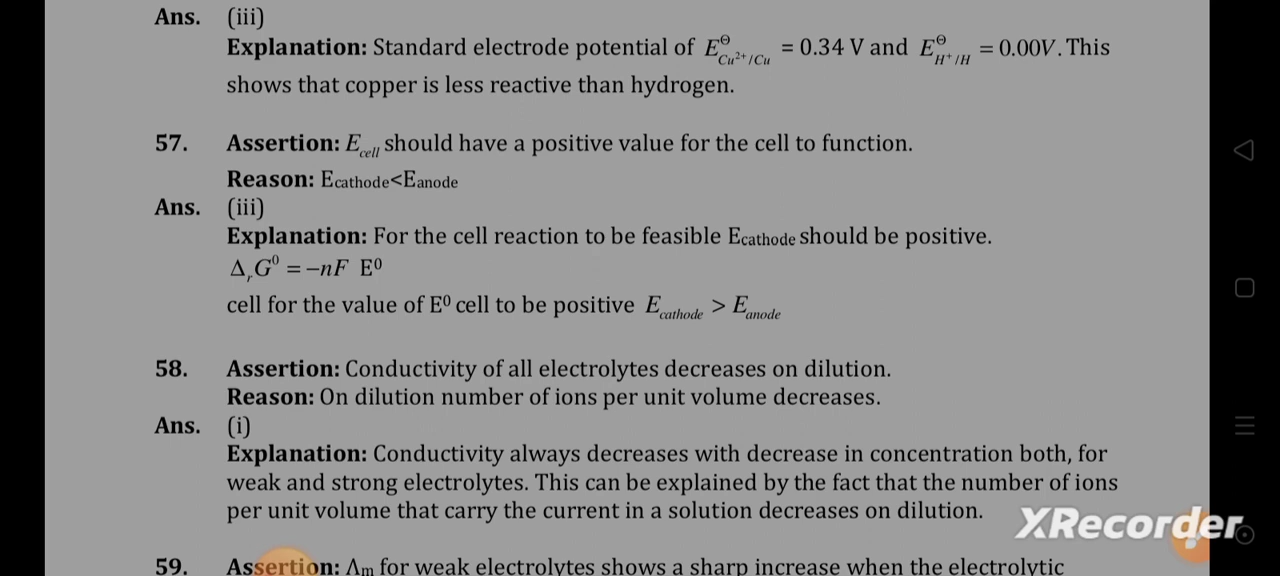 Ans. (iii)
Explanation: Standard electrode potential of E⊖Cu²⁺/Cu = 0.34 V and E⊖H⁺/H = 0.00V. This
shows that copper is less reactive than hydrogen.
57. Assertion: Ecell should have a positive value for the cell to function.
Reason: Ecathode<Eanode
Ans. (iii)
Explanation: For the cell reaction to be feasible Ecathode should be positive.
ΔrG⁰ = −nF E⁰
cell for the value of E⁰ cell to be positive Ecathode > Eanode
58. Assertion: Conductivity of all electrolytes decreases on dilution.
Reason: On dilution number of ions per unit volume decreases.
Ans. (i)
Explanation: Conductivity always decreases with decrease in concentration both, for
weak and strong electrolytes. This can be explained by the fact that the number of ions
per unit volume that carry the current in a solution decreases on dilution.
XRecorder
59. Assertion: Λm for weak electrolytes shows a sharp increase when the electrolytic